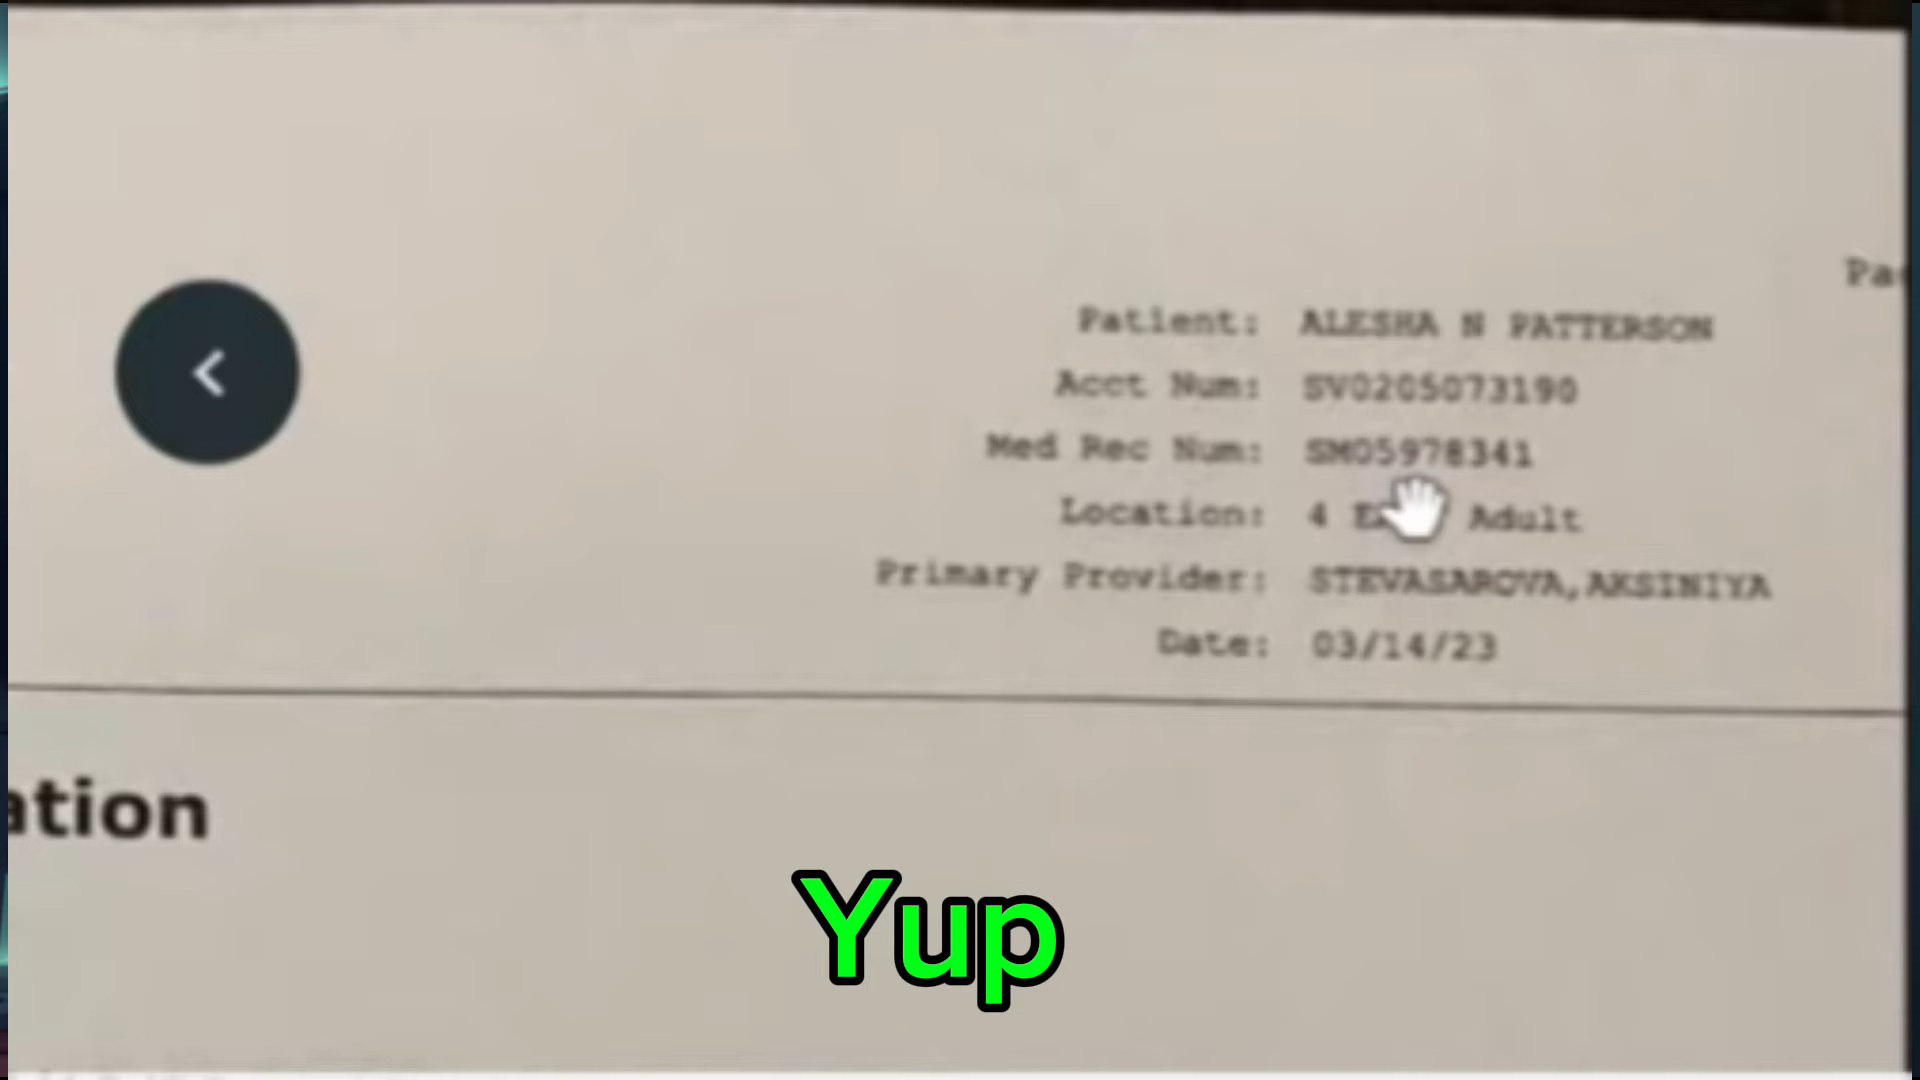 Patient: ALESHA N PATTERSON
Acct Num: SV0205073190
Med Rec Num: SM05978341
Location: 4 Adult
Primary Provider: STEVASAROVA,AKSINIYA
Date: 03/14/23
ation
Yup